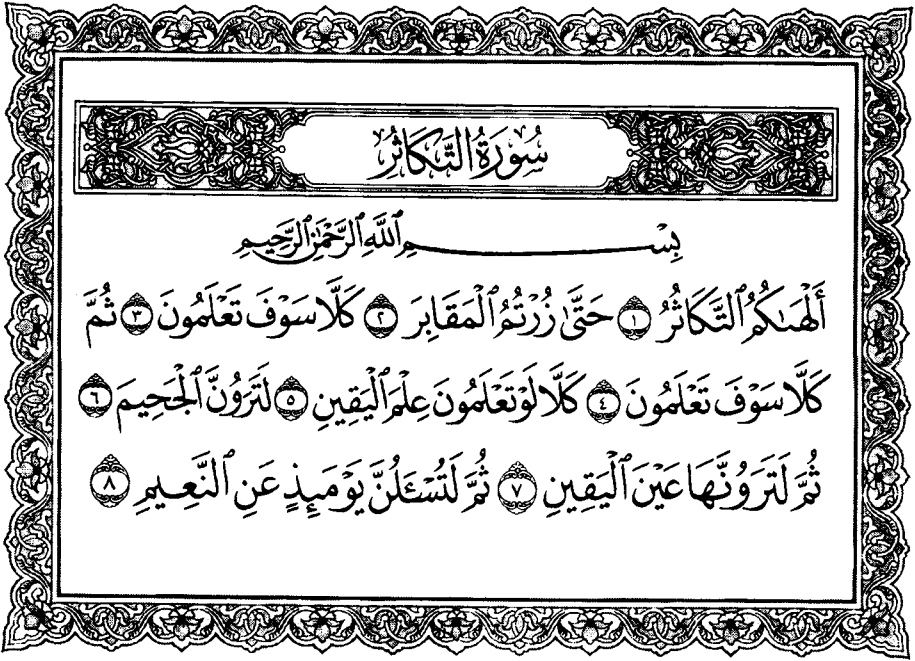 سُورَةُ التَّكَاثُرِ
بِسْمِ ٱللَّهِ ٱلرَّحْمَٰنِ ٱلرَّحِيمِ
أَلْهَىٰكُمُ ٱلتَّكَاثُرُ ١ حَتَّىٰ زُرْتُمُ ٱلْمَقَابِرَ ٢ كَلَّا سَوْفَ تَعْلَمُونَ ٣ ثُمَّ
كَلَّا سَوْفَ تَعْلَمُونَ ٤ كَلَّا لَوْ تَعْلَمُونَ عِلْمَ ٱلْيَقِينِ ٥ لَتَرَوُنَّ ٱلْجَحِيمَ ٦
ثُمَّ لَتَرَوُنَّهَا عَيْنَ ٱلْيَقِينِ ٧ ثُمَّ لَتُسْـَٔلُنَّ يَوْمَئِذٍ عَنِ ٱلنَّعِيمِ ٨